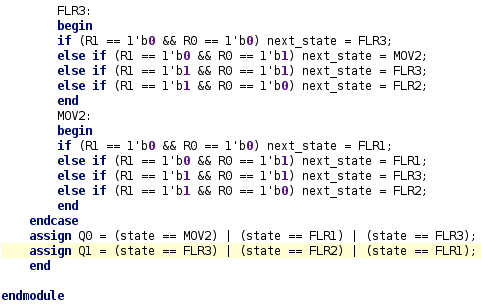 FLR3:
begin
if (R1 == 1'b0 && R0 == 1'b0) next_state = FLR3;
else if (R1 == 1'b0 && R0 == 1'b1) next_state = MOV2;
else if (R1 == 1'b1 && R0 == 1'b1) next_state = FLR3;
else if (R1 == 1'b1 && R0 == 1'b0) next_state = FLR2;
end
MOV2:
begin
if (R1 == 1'b0 && R0 == 1'b0) next_state = FLR1;
else if (R1 == 1'b0 && R0 == 1'b1) next_state = FLR1;
else if (R1 == 1'b1 && R0 == 1'b1) next_state = FLR3;
else if (R1 == 1'b1 && R0 == 1'b0) next_state = FLR2;
end
endcase
assign Q0 = (state == MOV2) | (state == FLR1) | (state == FLR3);
assign Q1 = (state == FLR3) | (state == FLR2) | (state == FLR1);
end
endmodule